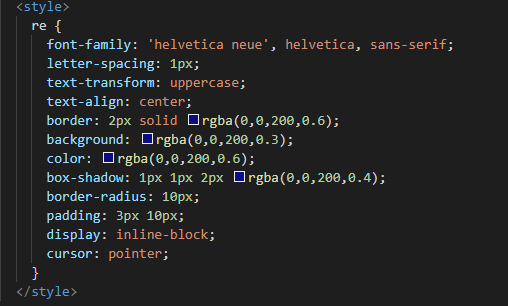 <style>
re {
font-family: 'helvetica neue', helvetica, sans-serif;
letter-spacing: 1px;
text-transform: uppercase;
text-align: center;
border: 2px solid rgba(0,0,200,0.6);
background: rgba(0,0,200,0.3);
color: rgba(0,0,200,0.6);
box-shadow: 1px 1px 2px rgba(0,0,200,0.4);
border-radius: 10px;
padding: 3px 10px;
display: inline-block;
cursor: pointer;
}
</style>